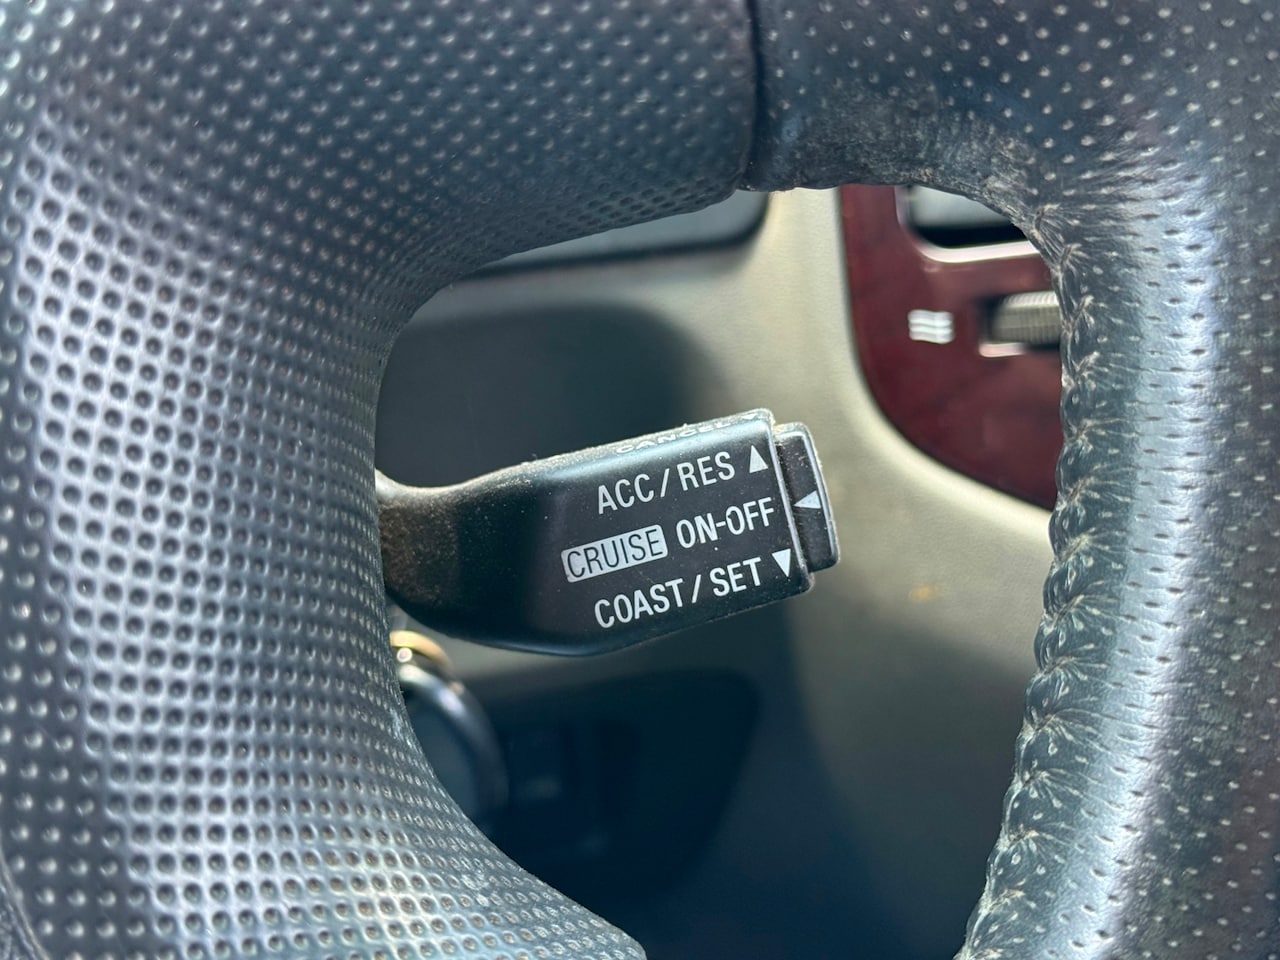 CANCEL
ACC/RES ▲
CRUISE ON-OFF ◀
COAST/SET ▼